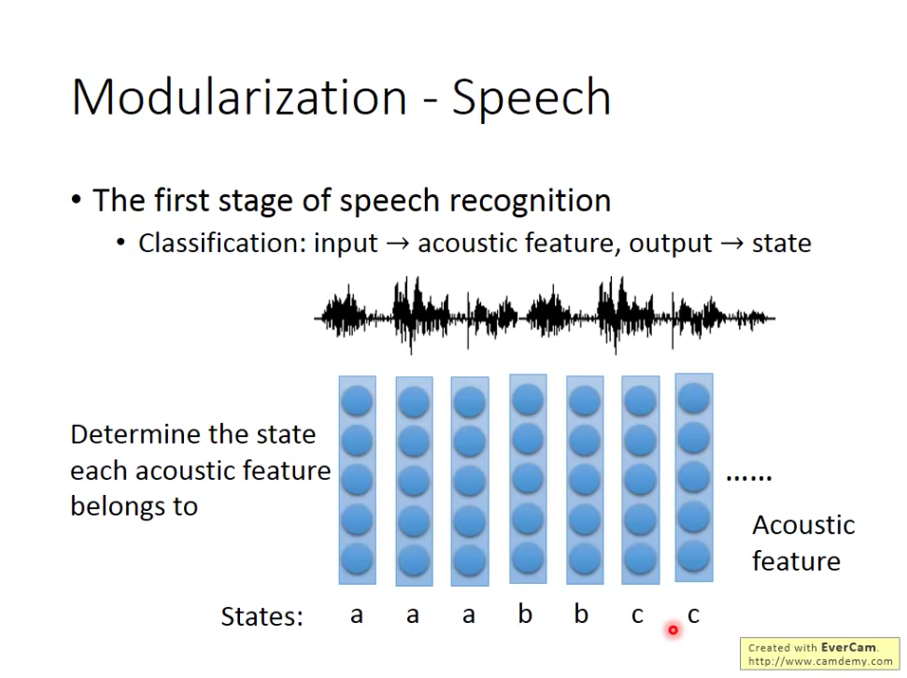 Modularization - Speech
• The first stage of speech recognition
• Classification: input → acoustic feature, output → state
Determine the state
each acoustic feature
belongs to
......
Acoustic
feature
States: a a a b b c c
Created with EverCam.
http://www.camdemy.com